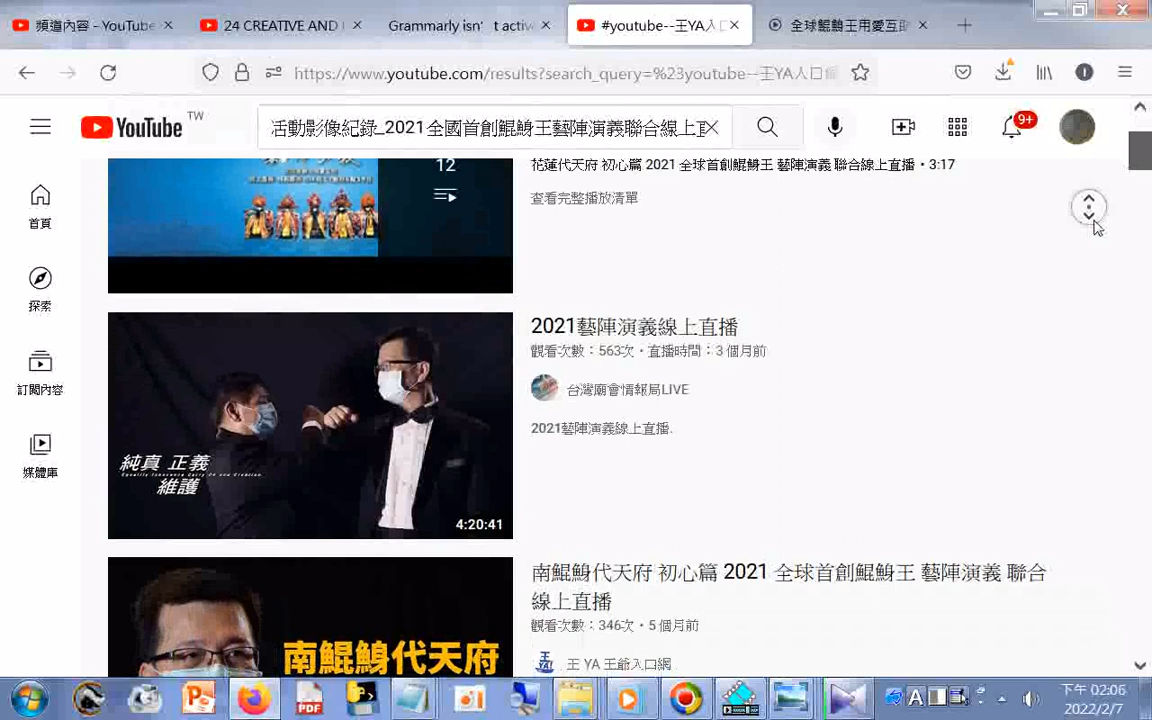 頻道內容 - YouTube
24 CREATIVE AND
Grammarly isn't activ
#youtube--王YA入口
全球鯤鯓王用愛互助
https://www.youtube.com/results?search_query=%23youtube--王YA人口
YouTube TW
活動影像紀錄_2021全國首創鯤鯓王藝陣演義聯合線上
9+
首頁
探索
訂閱內容
媒體庫
12
花蓮代天府 初心篇 2021 全球首創鯤鯓王 藝陣演義 聯合線上直播 • 3:17
查看完整播放清單
2021藝陣演義線上直播
觀看次數：563次 • 直播時間：3 個月前
台灣廟會情報局LIVE
2021藝陣演義線上直播.
純真 正義
維護
4:20:41
南鯤鯓代天府 初心篇 2021 全球首創鯤鯓王 藝陣演義 聯合
線上直播
觀看次數：346次 • 5 個月前
王 YA 王爺入口網
南鯤鯓代天府
PDF
下午 02:06
2022/2/7